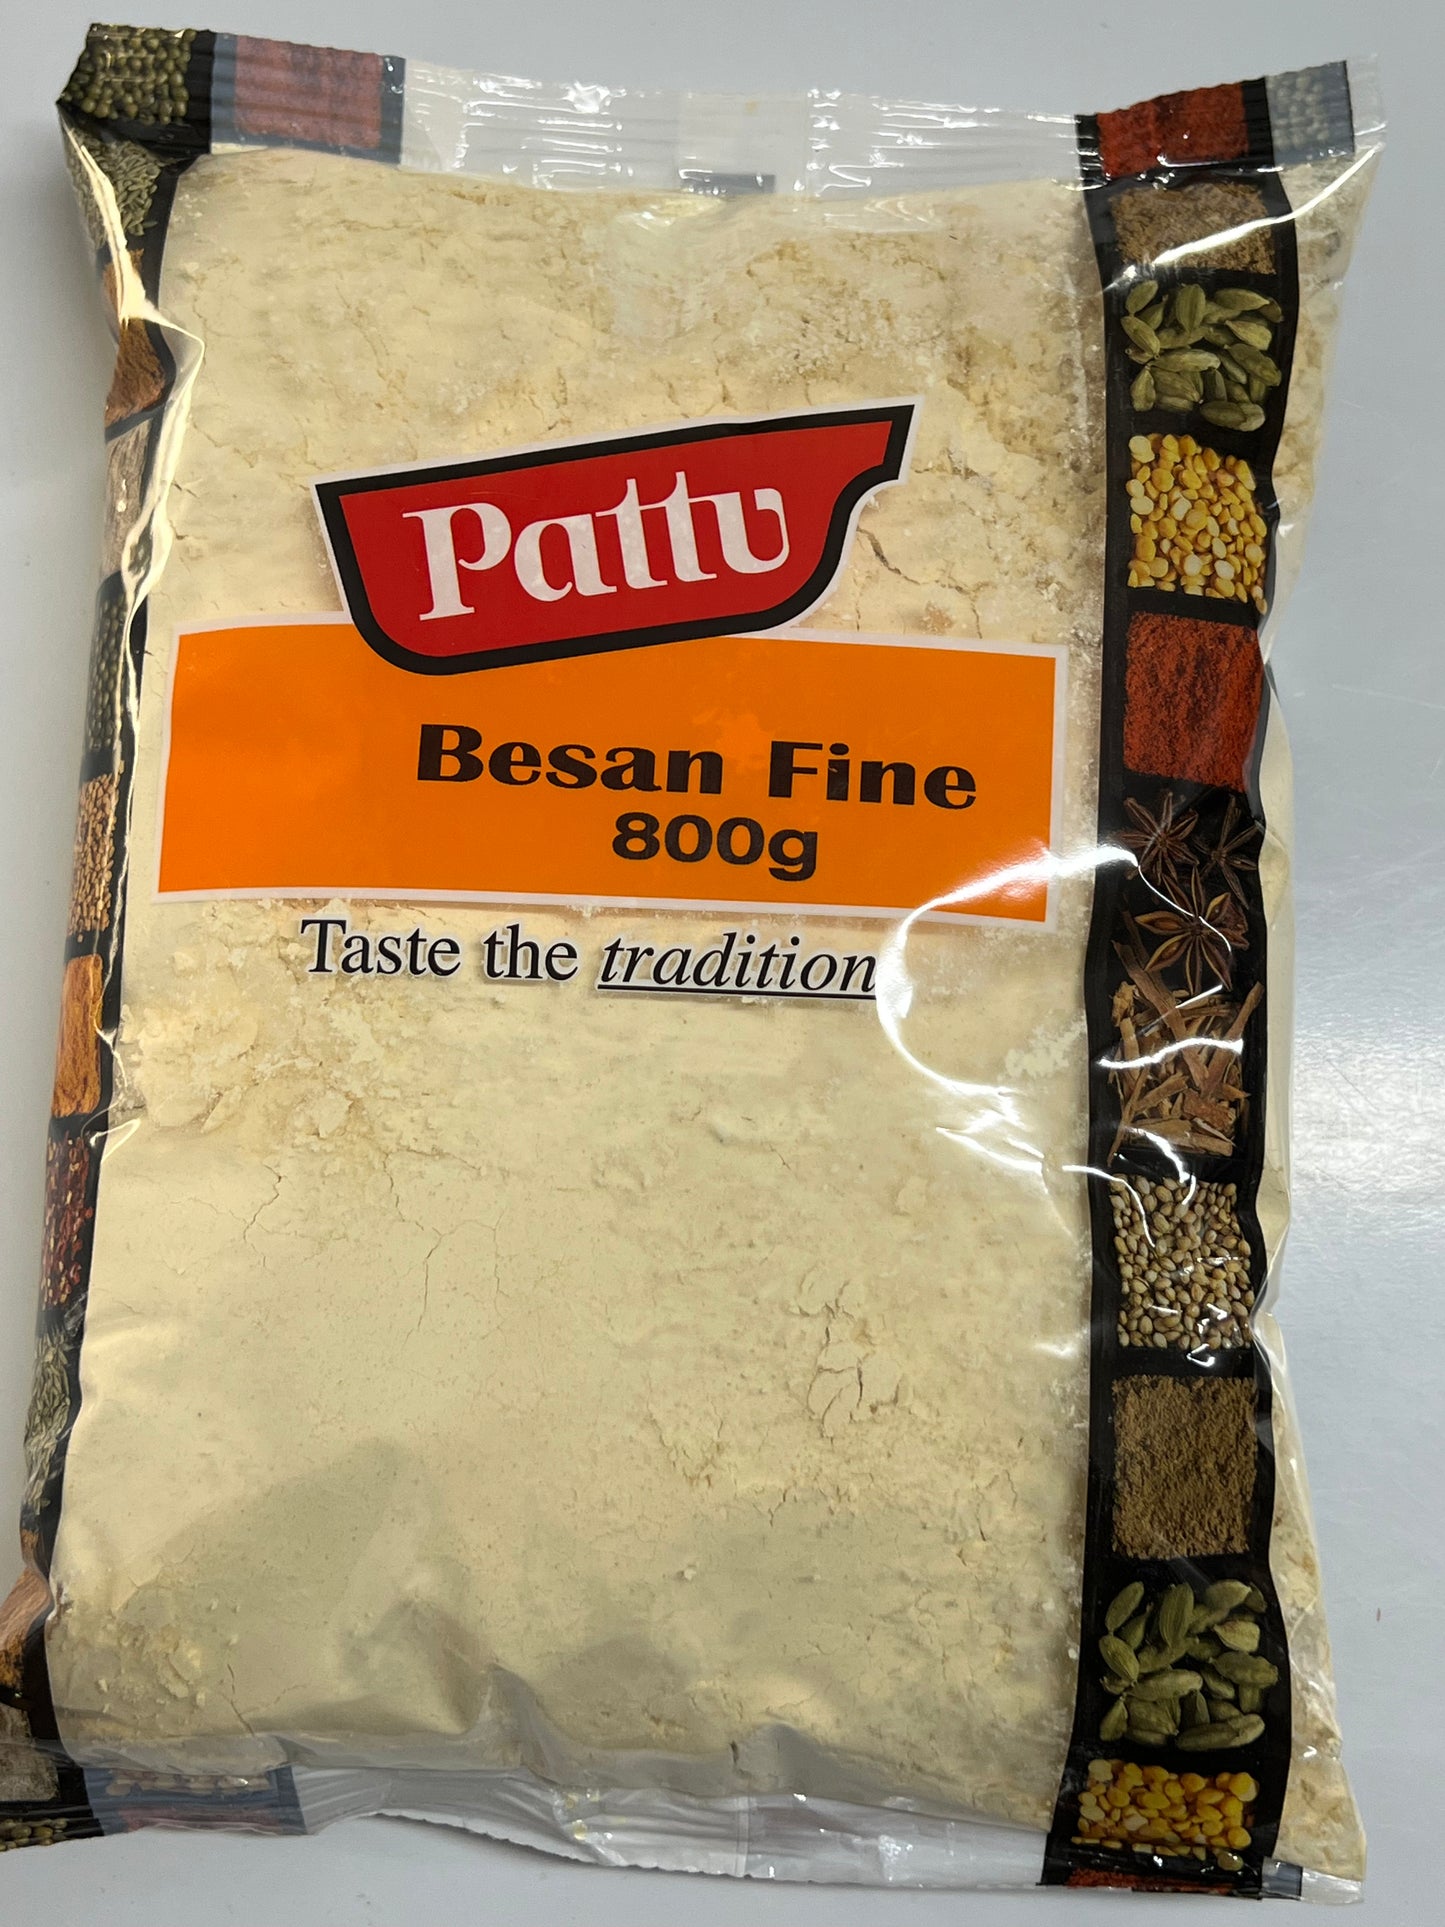 Pattu
Besan Fine
800g
Taste the tradition